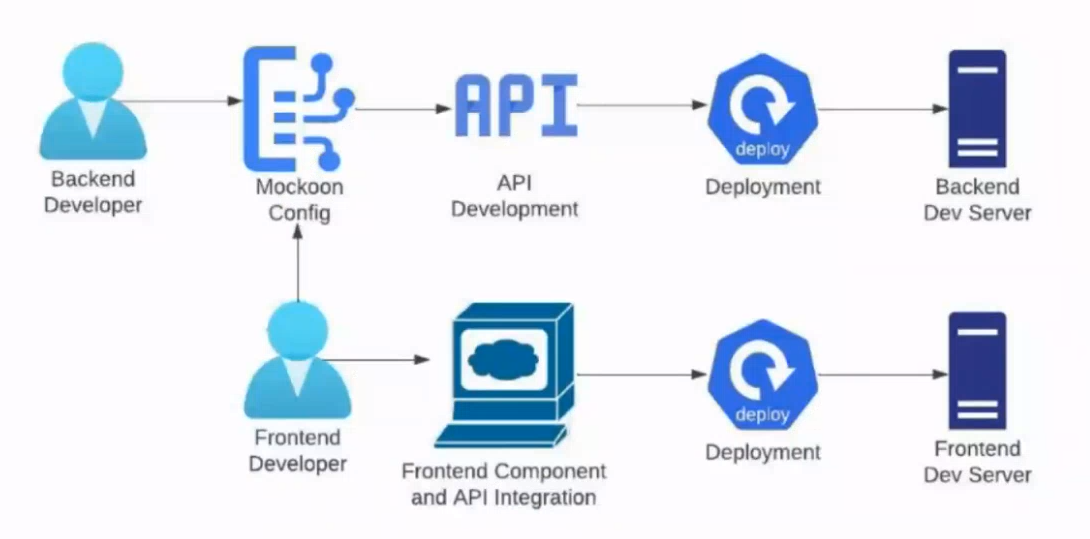 Backend
Developer
Mockoon
Config
API
API
Development
deploy
Deployment
Backend
Dev Server
Frontend
Developer
Frontend Component
and API Integration
deploy
Deployment
Frontend
Dev Server